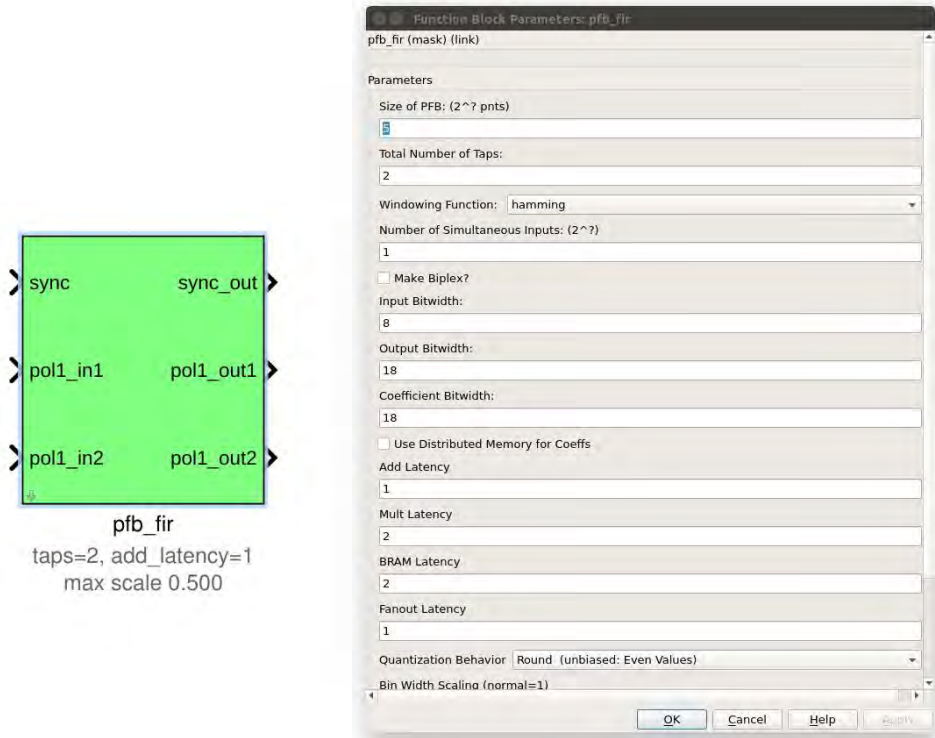 Function Block Parameters: pfb_fir
pfb_fir (mask) (link)
Parameters
Size of PFB: (2^? pnts)
5
Total Number of Taps:
2
Windowing Function: hamming
Number of Simultaneous Inputs: (2^?)
1
Make Biplex?
Input Bitwidth:
8
Output Bitwidth:
18
Coefficient Bitwidth:
18
Use Distributed Memory for Coeffs
Add Latency
1
Mult Latency
2
BRAM Latency
2
Fanout Latency
1
Quantization Behavior Round (unbiased: Even Values)
Bin Width Scaling (normal=1)
OK Cancel Help Apply
sync sync_out
pol1_in1 pol1_out1
pol1_in2 pol1_out2
pfb_fir
taps=2, add_latency=1
max scale 0.500